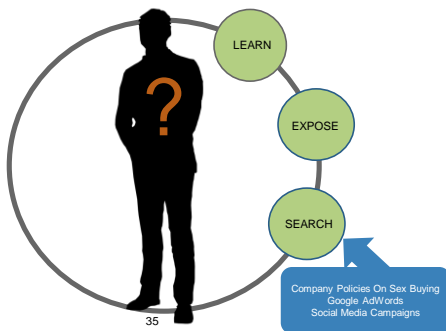 LEARN
?
EXPOSE
SEARCH
Company Policies On Sex Buying
Google AdWords
Social Media Campaigns
35